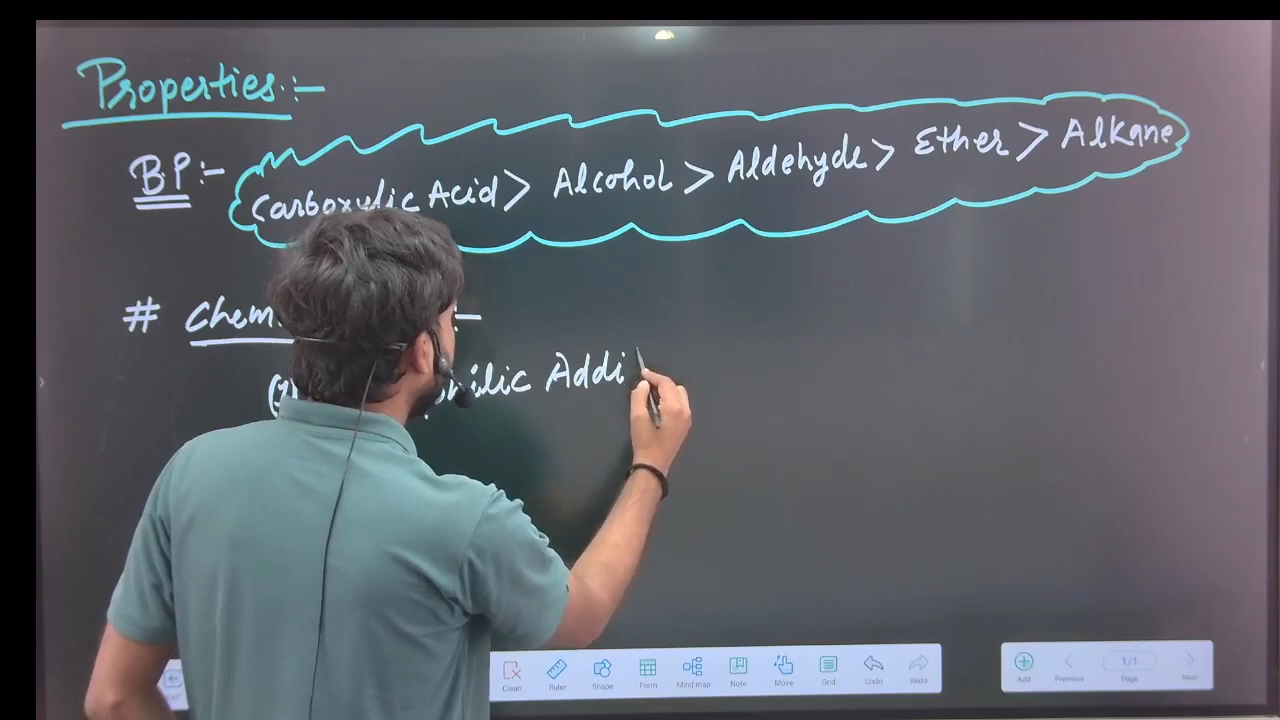 Properties:-
BP:- Carboxylic Acid > Alcohol > Aldehyde > Ether > Alkane
# Chem :-
philic Addi
Clean Ruler Shape Form Mind map Note Move Grid Undo Redo
Add Previous 1/1 Page Next